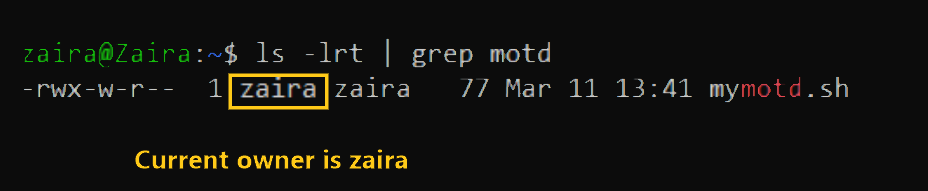 zaira@Zaira:~$ ls -lrt | grep motd
-rwx-w-r-- 1 zaira zaira 77 Mar 11 13:41 mymotd.sh
Current owner is zaira